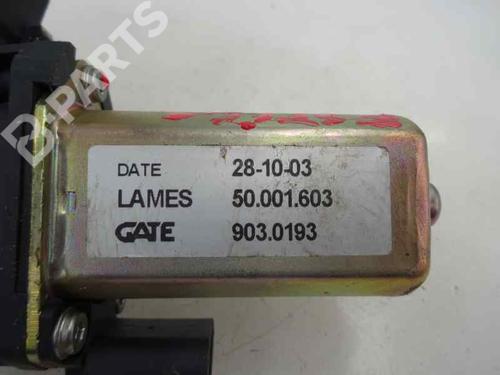 B-PARTS
DATE 28-10-03
LAMES 50.001.603
GATE 903.0193